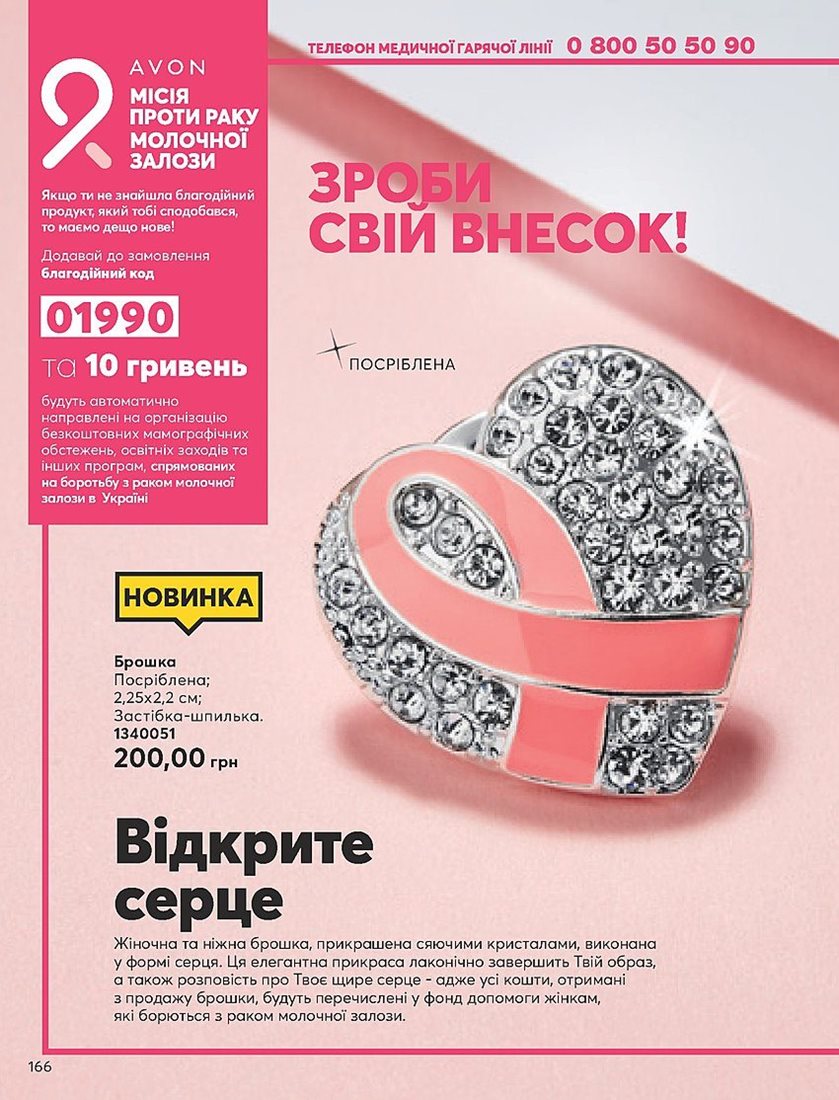 AVON
МІСІЯ
ПРОТИ РАКУ
МОЛОЧНОЇ
ЗАЛОЗИ
Якщо ти не знайшла благодійний
продукт, який тобі сподобався,
то маємо дещо нове!
Додавай до замовлення
благодійний код
01990
та 10 гривень
будуть автоматично
направлені на організацію
безкоштовних мамографічних
обстежень, освітніх заходів та
інших програм, спрямованих
на боротьбу з раком молочної
залози в Україні
ТЕЛЕФОН МЕДИЧНОЇ ГАРЯЧОЇ ЛІНІЇ 0 800 50 50 90
ЗРОБИ
СВІЙ ВНЕСОК!
ПОСРІБЛЕНА
НОВИНКА
Брошка
Посріблена;
2,25х2,2 см;
Застібка-шпилька.
1340051
200,00 грн
Відкрите
серце
Жіночна та ніжна брошка, прикрашена сяючими кристалами, виконана
у формі серця. Ця елегантна прикраса лаконічно завершить Твій образ,
а також розповість про Твоє щире серце - адже усі кошти, отримані
з продажу брошки, будуть перечислені у фонд допомоги жінкам,
які борються з раком молочної залози.
166